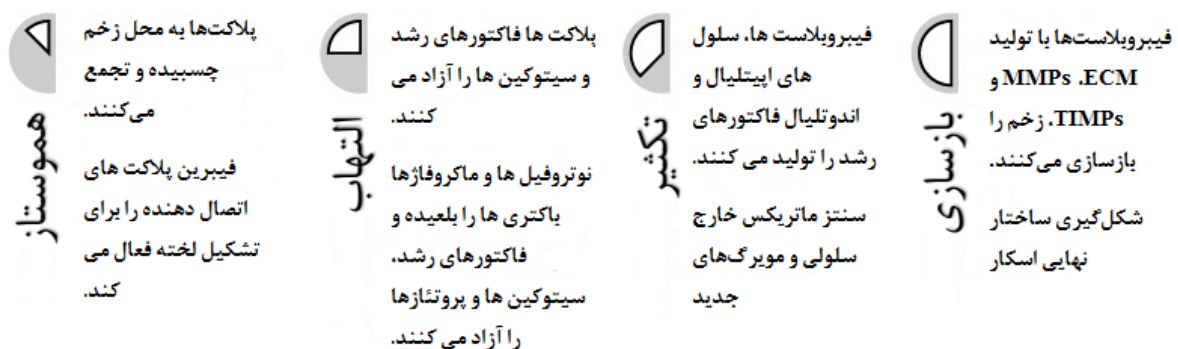 هموستاز
پلاکت‌ها به محل زخم
چسبیده و تجمع
می‌کنند.
فیبرین پلاکت های
اتصال دهنده را برای
تشکیل لخته فعال می
کند.
التهاب
پلاکت ها فاکتورهای رشد
و سیتوکین ها را آزاد می
کنند.
نوتروفیل ها و ماکروفاژها
باکتری ها را بلعیده و
فاکتورهای رشد،
سیتوکین ها و پروتئازها
را آزاد می کنند.
تکثیر
فیبروبلاست ها، سلول
های اپیتلیال و
اندوتلیال فاکتورهای
رشد را تولید می کنند.
سنتز ماتریکس خارج
سلولی و مویرگ‌های
جدید
بازسازی
فیبروبلاست‌ها با تولید
ECM، MMPs و
TIMPs، زخم را
بازسازی می‌کنند.
شکل‌گیری ساختار
نهایی اسکار